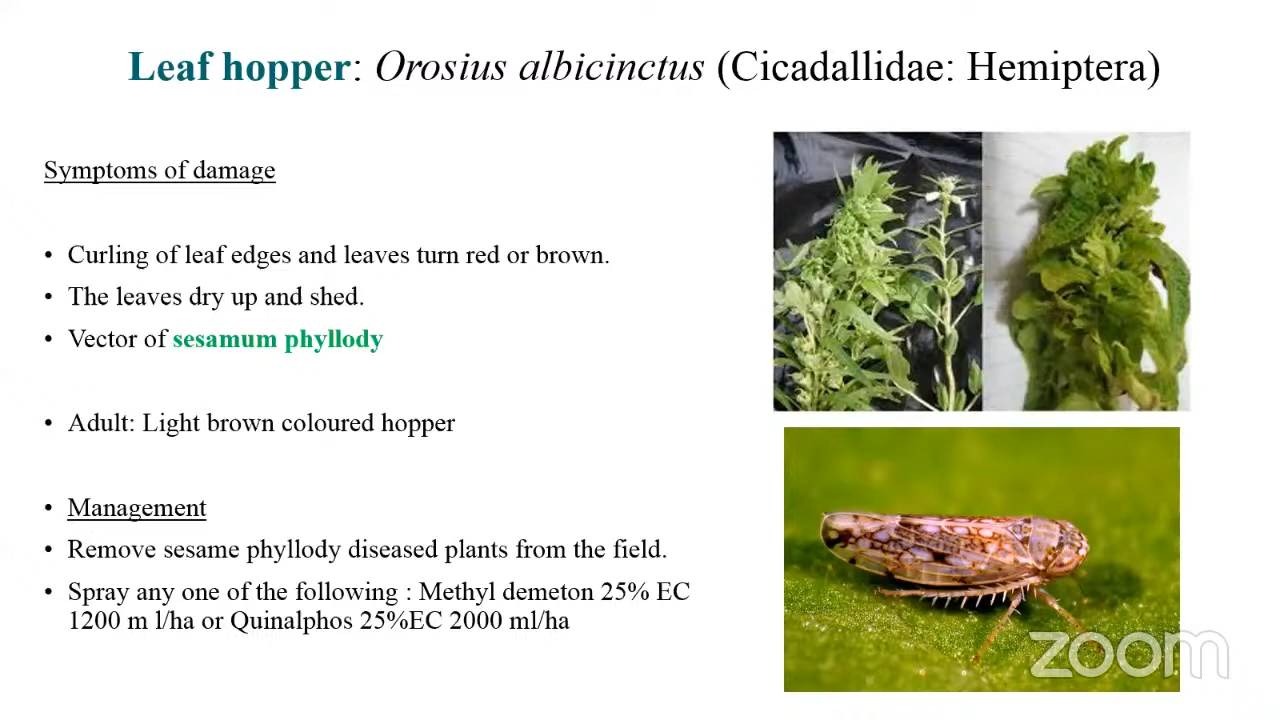 Leaf hopper: Orosius albicinctus (Cicadallidae: Hemiptera)
Symptoms of damage
• Curling of leaf edges and leaves turn red or brown.
• The leaves dry up and shed.
• Vector of sesamum phyllody
• Adult: Light brown coloured hopper
• Management
• Remove sesame phyllody diseased plants from the field.
• Spray any one of the following : Methyl demeton 25% EC
1200 m l/ha or Quinalphos 25%EC 2000 ml/ha
zoom